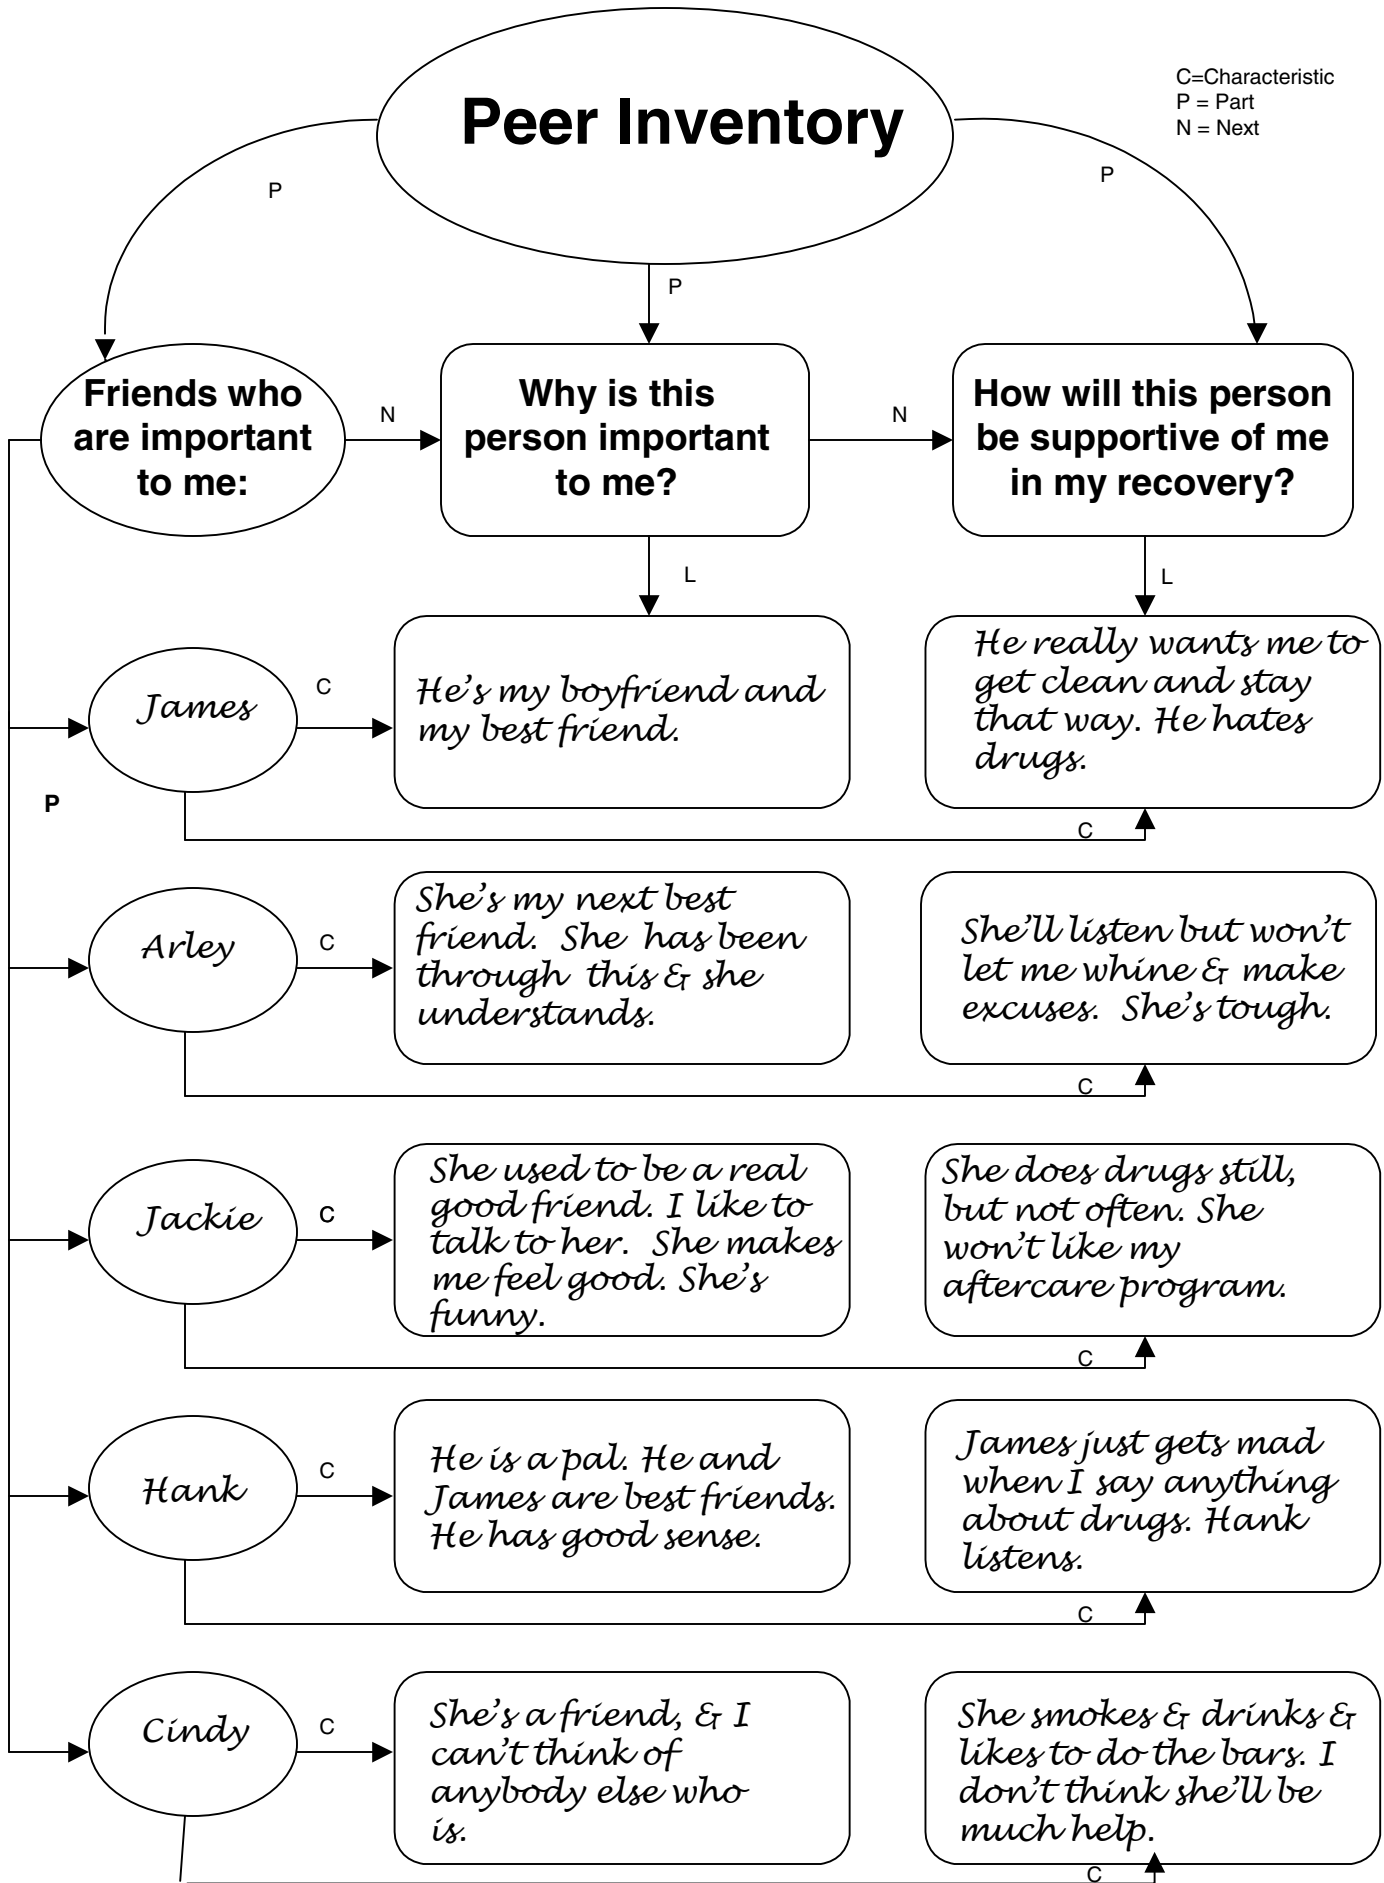 Peer Inventory
C=Characteristic
P = Part
N = Next
P
P
P
Friends who
are important
to me:
N
Why is this
person important
to me?
N
How will this person
be supportive of me
in my recovery?
L
L
James
C
He's my boyfriend and
my best friend.
He really wants me to
get clean and stay
that way. He hates
drugs.
P
C
Arley
C
She's my next best
friend. She has been
through this & she
understands.
She'll listen but won't
let me whine & make
excuses. She's tough.
C
Jackie
C
She used to be a real
good friend. I like to
talk to her. She makes
me feel good. She's
funny.
She does drugs still,
but not often. She
won't like my
aftercare program.
C
Hank
C
He is a pal. He and
James are best friends.
He has good sense.
James just gets mad
when I say anything
about drugs. Hank
listens.
C
Cindy
C
She's a friend, & I
can't think of
anybody else who
is.
She smokes & drinks &
likes to do the bars. I
don't think she'll be
much help.
C